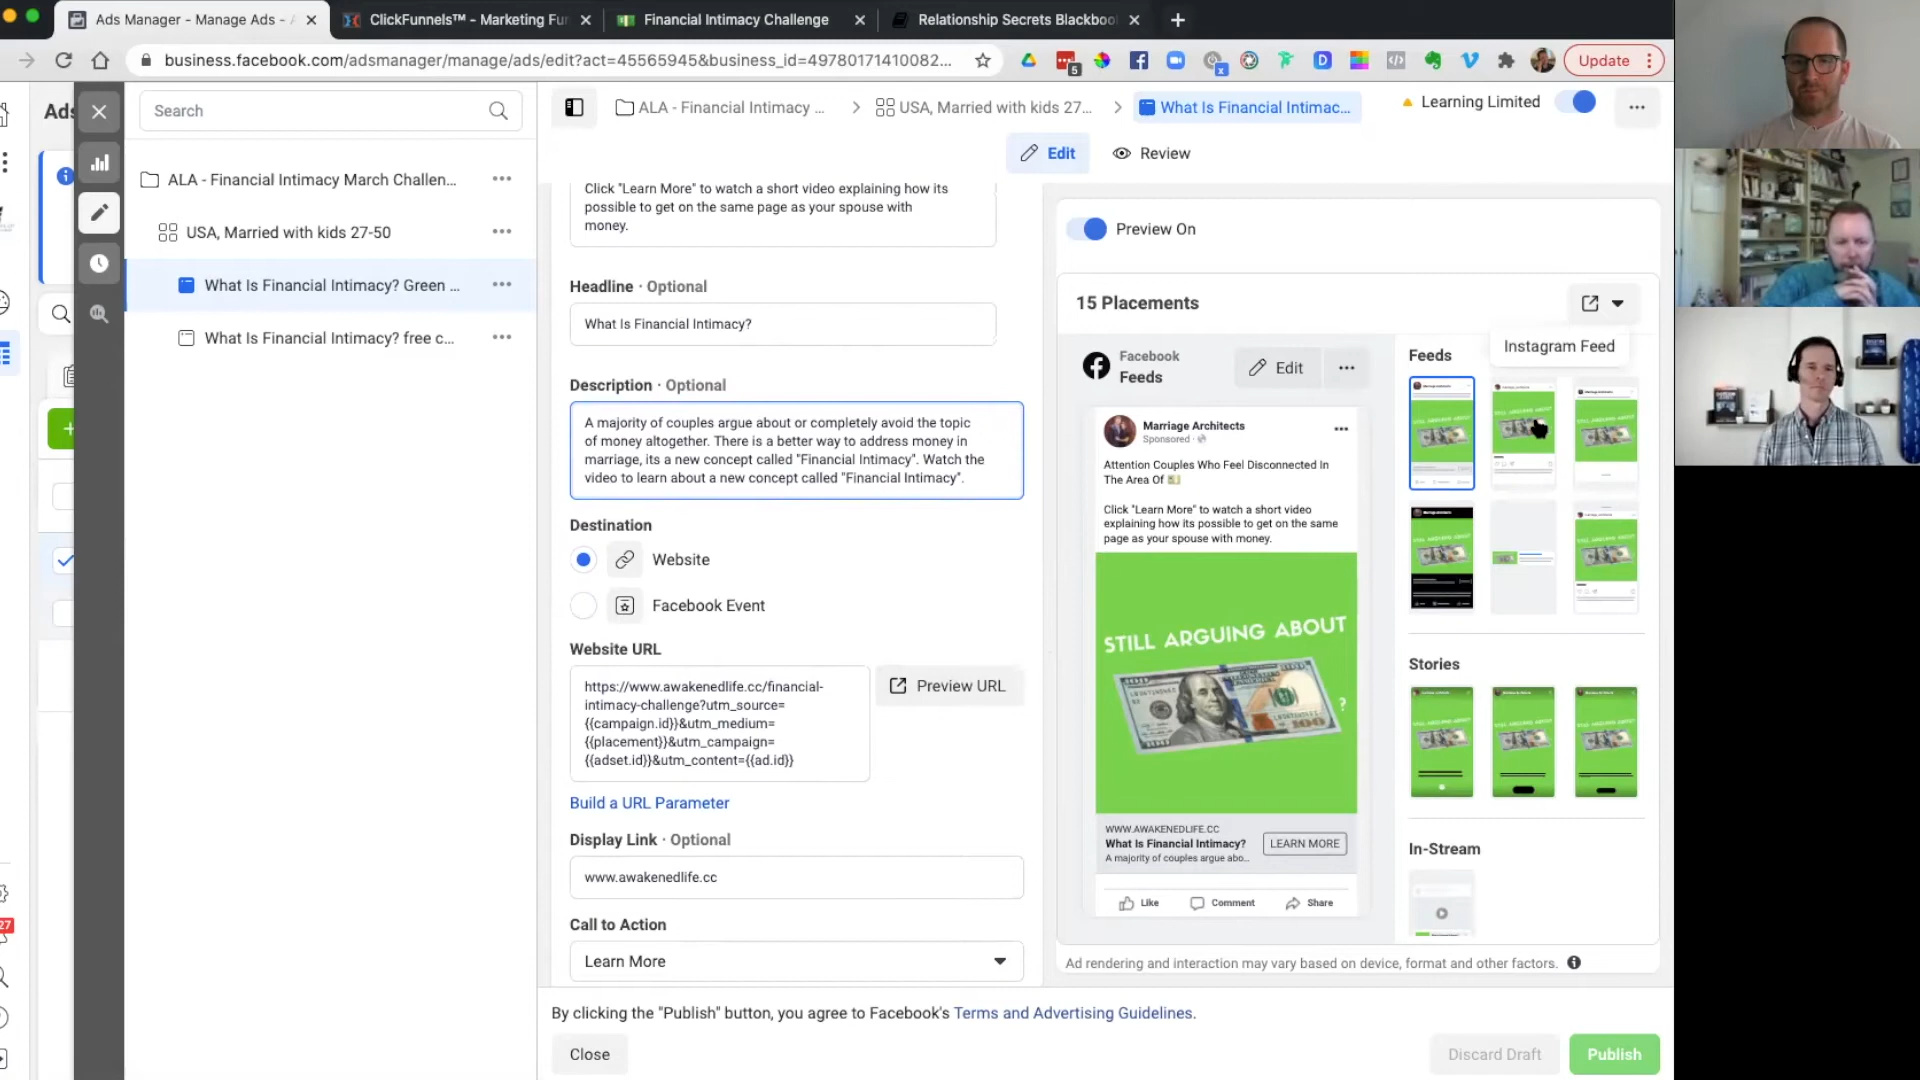 Ads Manager - Manage Ads -
ClickFunnels™ - Marketing Fun
Financial Intimacy Challenge
Relationship Secrets Blackboo
business.facebook.com/adsmanager/manage/ads/edit?act=45565945&business_id=49780171410082...
5
x
D
Update
Ads
Search
ALA - Financial Intimacy ...
USA, Married with kids 27...
What Is Financial Intimac...
Learning Limited
Edit
Review
ALA - Financial Intimacy March Challen...
USA, Married with kids 27-50
What Is Financial Intimacy? Green ...
What Is Financial Intimacy? free c...
27
Click "Learn More" to watch a short video explaining how its
possible to get on the same page as your spouse with
money.
Headline · Optional
What Is Financial Intimacy?
Description · Optional
A majority of couples argue about or completely avoid the topic
of money altogether. There is a better way to address money in
marriage, its a new concept called "Financial Intimacy". Watch the
video to learn about a new concept called "Financial Intimacy".
Destination
Website
Facebook Event
Website URL
https://www.awakenedlife.cc/financial-
intimacy-challenge?utm_source=
{{campaign.id}}&utm_medium=
{{placement}}&utm_campaign=
{{adset.id}}&utm_content={{ad.id}}
Preview URL
Build a URL Parameter
Display Link · Optional
www.awakenedlife.cc
Call to Action
Learn More
Preview On
15 Placements
Instagram Feed
Facebook
Feeds
Edit
Marriage Architects
Sponsored ·
Attention Couples Who Feel Disconnected In
The Area Of
Click "Learn More" to watch a short video
explaining how its possible to get on the same
page as your spouse with money.
STILL ARGUING ABOUT
100
?
WWW.AWAKENEDLIFE.CC
What Is Financial Intimacy?
A majority of couples argue abo...
LEARN MORE
Like
Comment
Share
Feeds
Stories
In-Stream
Ad rendering and interaction may vary based on device, format and other factors.
By clicking the "Publish" button, you agree to Facebook's Terms and Advertising Guidelines.
Close
Discard Draft
Publish